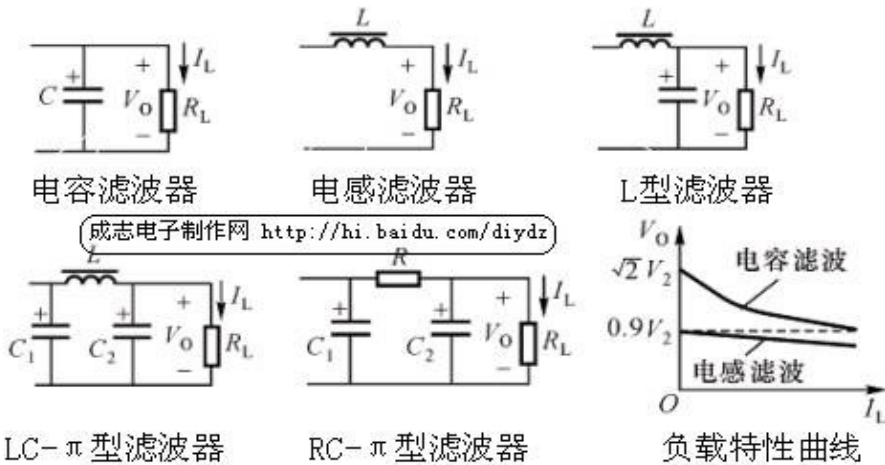 L
L
C
+
+
V_O
−
I_L
R_L
+
V_O
−
I_L
R_L
+
+
V_O
−
I_L
R_L
电容滤波器
电感滤波器
L型滤波器
成志电子制作网 http://hi.baidu.com/diydz
L
+
C_1
+
C_2
+
V_O
−
I_L
R_L
LC-π型滤波器
R
+
C_1
+
C_2
+
V_O
−
I_L
R_L
RC-π型滤波器
V_O
√2 V_2
电容滤波
0.9V_2
电感滤波
O
I_L
负载特性曲线